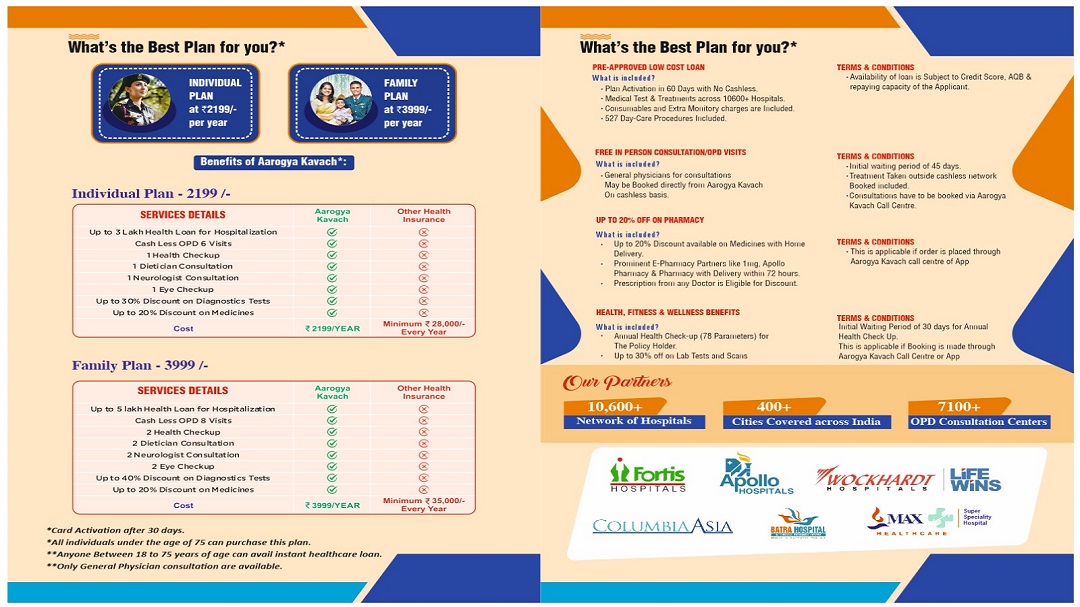 What's the Best Plan for you?*
INDIVIDUAL
PLAN
at ₹2199/-
per year
FAMILY
PLAN
at ₹3999/-
per year
Benefits of Aarogya Kavach*:
Individual Plan - 2199 /-
SERVICES DETAILS
Aarogya
Kavach
Other Health
Insurance
Up to 3 Lakh Health Loan for Hospitalization
Cash Less OPD 6 Visits
1 Health Checkup
1 Dietician Consultation
1 Neurologist Consultation
1 Eye Checkup
Up to 30% Discount on Diagnostics Tests
Up to 20% Discount on Medicines
Cost
₹ 2199/YEAR
Minimum ₹ 28,000/-
Every Year
Family Plan - 3999 /-
SERVICES DETAILS
Aarogya
Kavach
Other Health
Insurance
Up to 5 lakh Health Loan for Hospitalization
Cash Less OPD 8 Visits
2 Health Checkup
2 Dietician Consultation
2 Neurologist Consultation
2 Eye Checkup
Up to 40% Discount on Diagnostics Tests
Up to 20% Discount on Medicines
Cost
₹ 3999/YEAR
Minimum ₹ 35,000/-
Every Year
*Card Activation after 30 days.
*All individuals under the age of 75 can purchase this plan.
**Anyone Between 18 to 75 years of age can avail instant healthcare loan.
**Only General Physician consultation are available.
What's the Best Plan for you?*
PRE-APPROVED LOW COST LOAN
What is included?
- Plan Activation in 60 Days with No Cashless.
- Medical Test & Treatments across 10600+ Hospitals.
- Consumables and Extra Monitory charges are Included.
- 527 Day-Care Procedures Included.
TERMS & CONDITIONS
- Availability of loan is Subject to Credit Score, AQB &
repaying capacity of the Applicant.
FREE IN PERSON CONSULTATION/OPD VISITS
What is included?
- General physicians for consultations
May be Booked directly from Aarogya Kavach
On cashless basis.
TERMS & CONDITIONS
- Initial waiting period of 45 days.
- Treatment Taken outside cashless network
Booked included.
- Consultations have to be booked via Aarogya
Kavach Call Centre.
UP TO 20% OFF ON PHARMACY
What is included?
- Up to 20% Discount available on Medicines with Home
Delivery.
- Prominent E-Pharmacy Partners like 1mg, Apollo
Pharmacy & Pharmacy with Delivery within 72 hours.
- Prescription from any Doctor is Eligible for Discount.
TERMS & CONDITIONS
- This is applicable if order is placed through
Aarogya Kavach call centre of App
HEALTH, FITNESS & WELLNESS BENEFITS
What is included?
- Annual Health Check-up (78 Parameters) for
The Policy Holder.
- Up to 30% off on Lab Tests and Scans
TERMS & CONDITIONS
Initial Waiting Period of 30 days for Annual
Health Check Up.
This is applicable if Booking is made through
Aarogya Kavach Call Centre or App
Our Partners
10,600+
Network of Hospitals
400+
Cities Covered across India
7100+
OPD Consultation Centers
Fortis
HOSPITALS
Apollo
HOSPITALS
WOCKHARDT
HOSPITALS
LiFE
WiNS
COLUMBIA ASIA
BATRA HOSPITAL
MAX
HEALTHCARE
Super
Speciality
Hospital